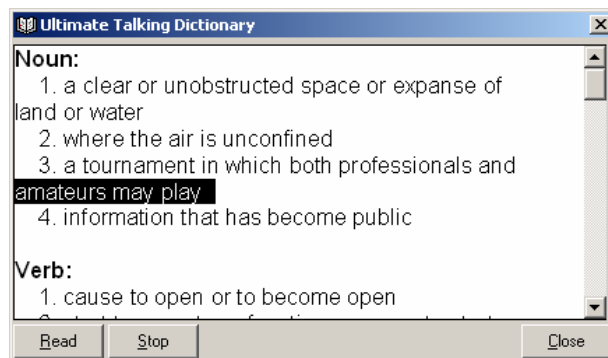 Ultimate Talking Dictionary
Noun:
1. a clear or unobstructed space or expanse of
land or water
2. where the air is unconfined
3. a tournament in which both professionals and
amateurs may play
4. information that has become public
Verb:
1. cause to open or to become open
Read Stop Close